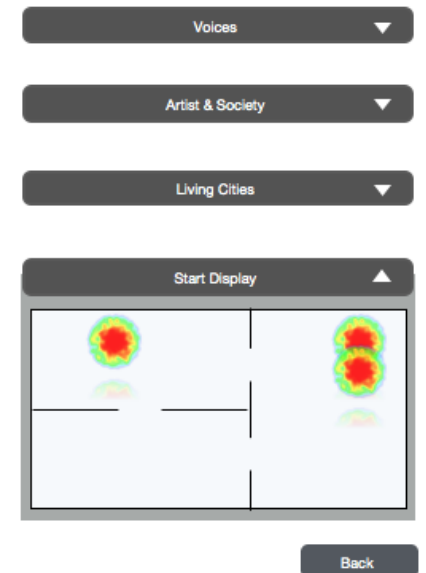 Voices
Artist & Society
Living Cities
Start Display
Back